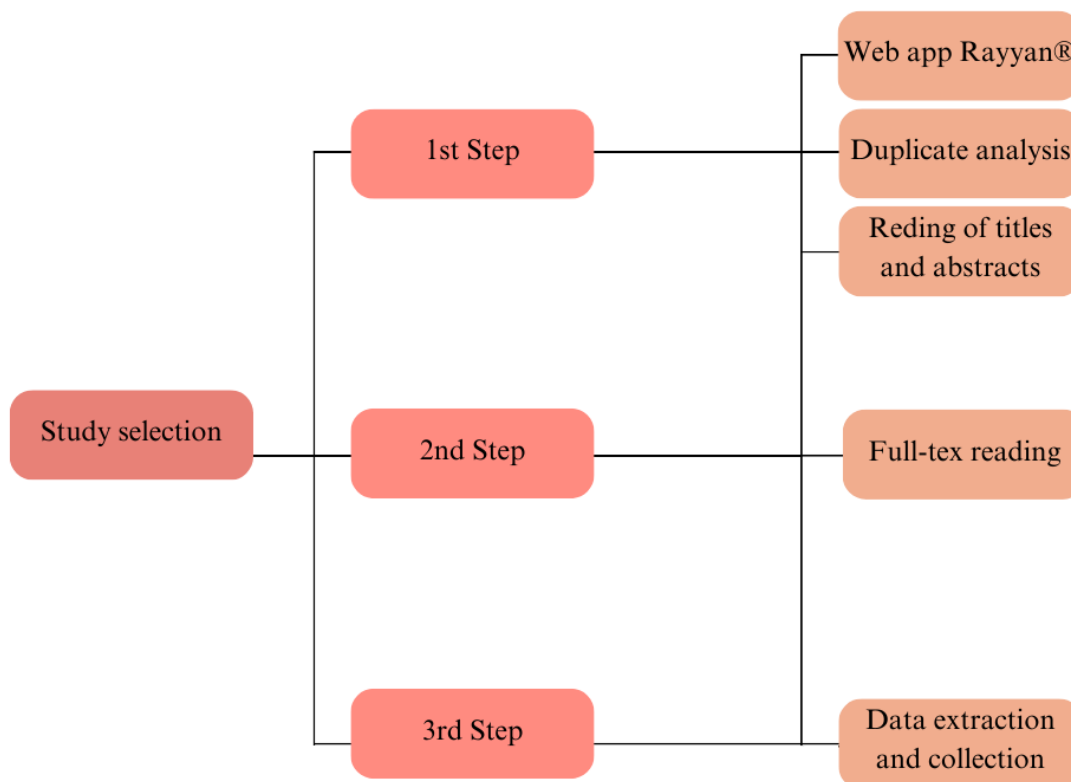 Web app Rayyan®
1st Step
Duplicate analysis
Reding of titles
and abstracts
Study selection
2nd Step
Full-tex reading
3rd Step
Data extraction
and collection